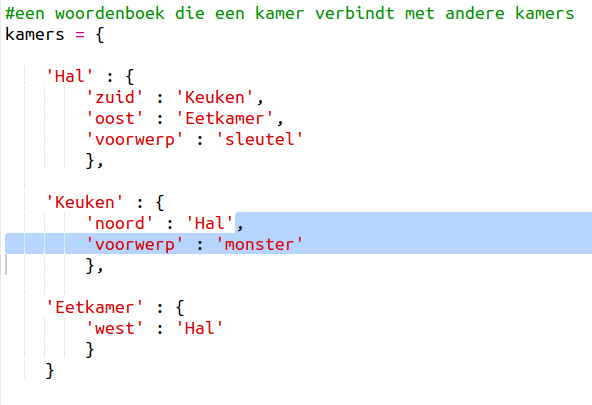 #een woordenboek die een kamer verbindt met andere kamers
kamers = {
'Hal' : {
'zuid' : 'Keuken',
'oost' : 'Eetkamer',
'voorwerp' : 'sleutel'
},
'Keuken' : {
'noord' : 'Hal',
'voorwerp' : 'monster'
},
'Eetkamer' : {
'west' : 'Hal'
}
}